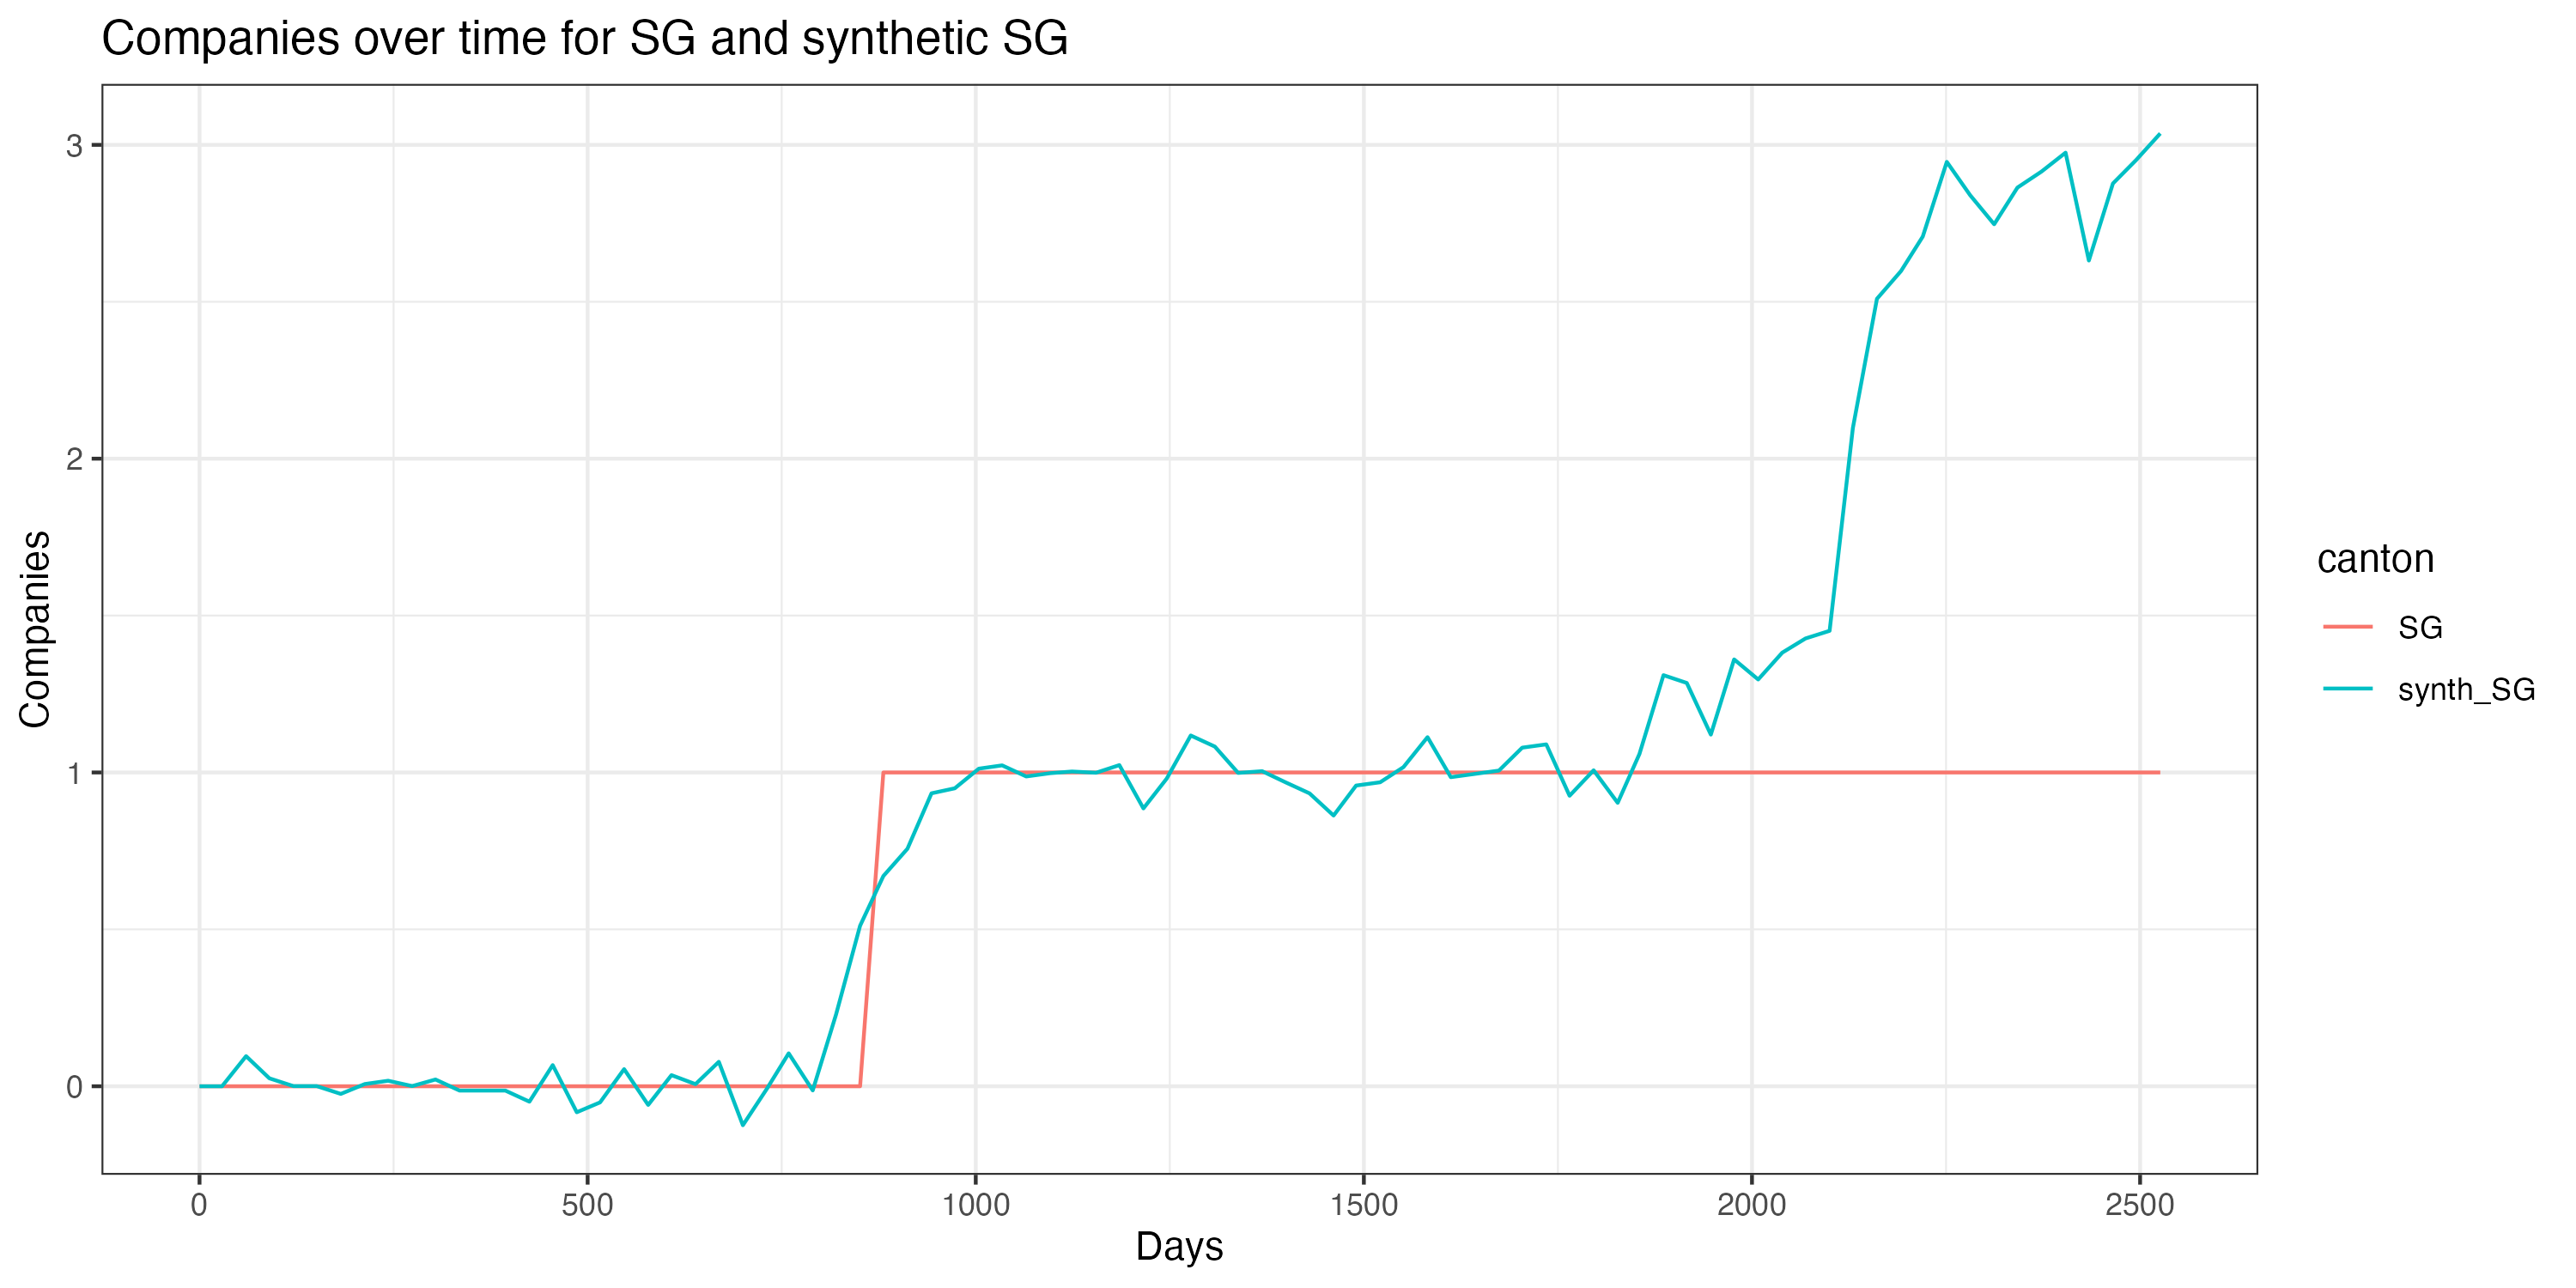 Companies over time for SG and synthetic SG
3
2
1
0
Companies
0 500 1000 1500 2000 2500
Days
canton
SG
synth_SG